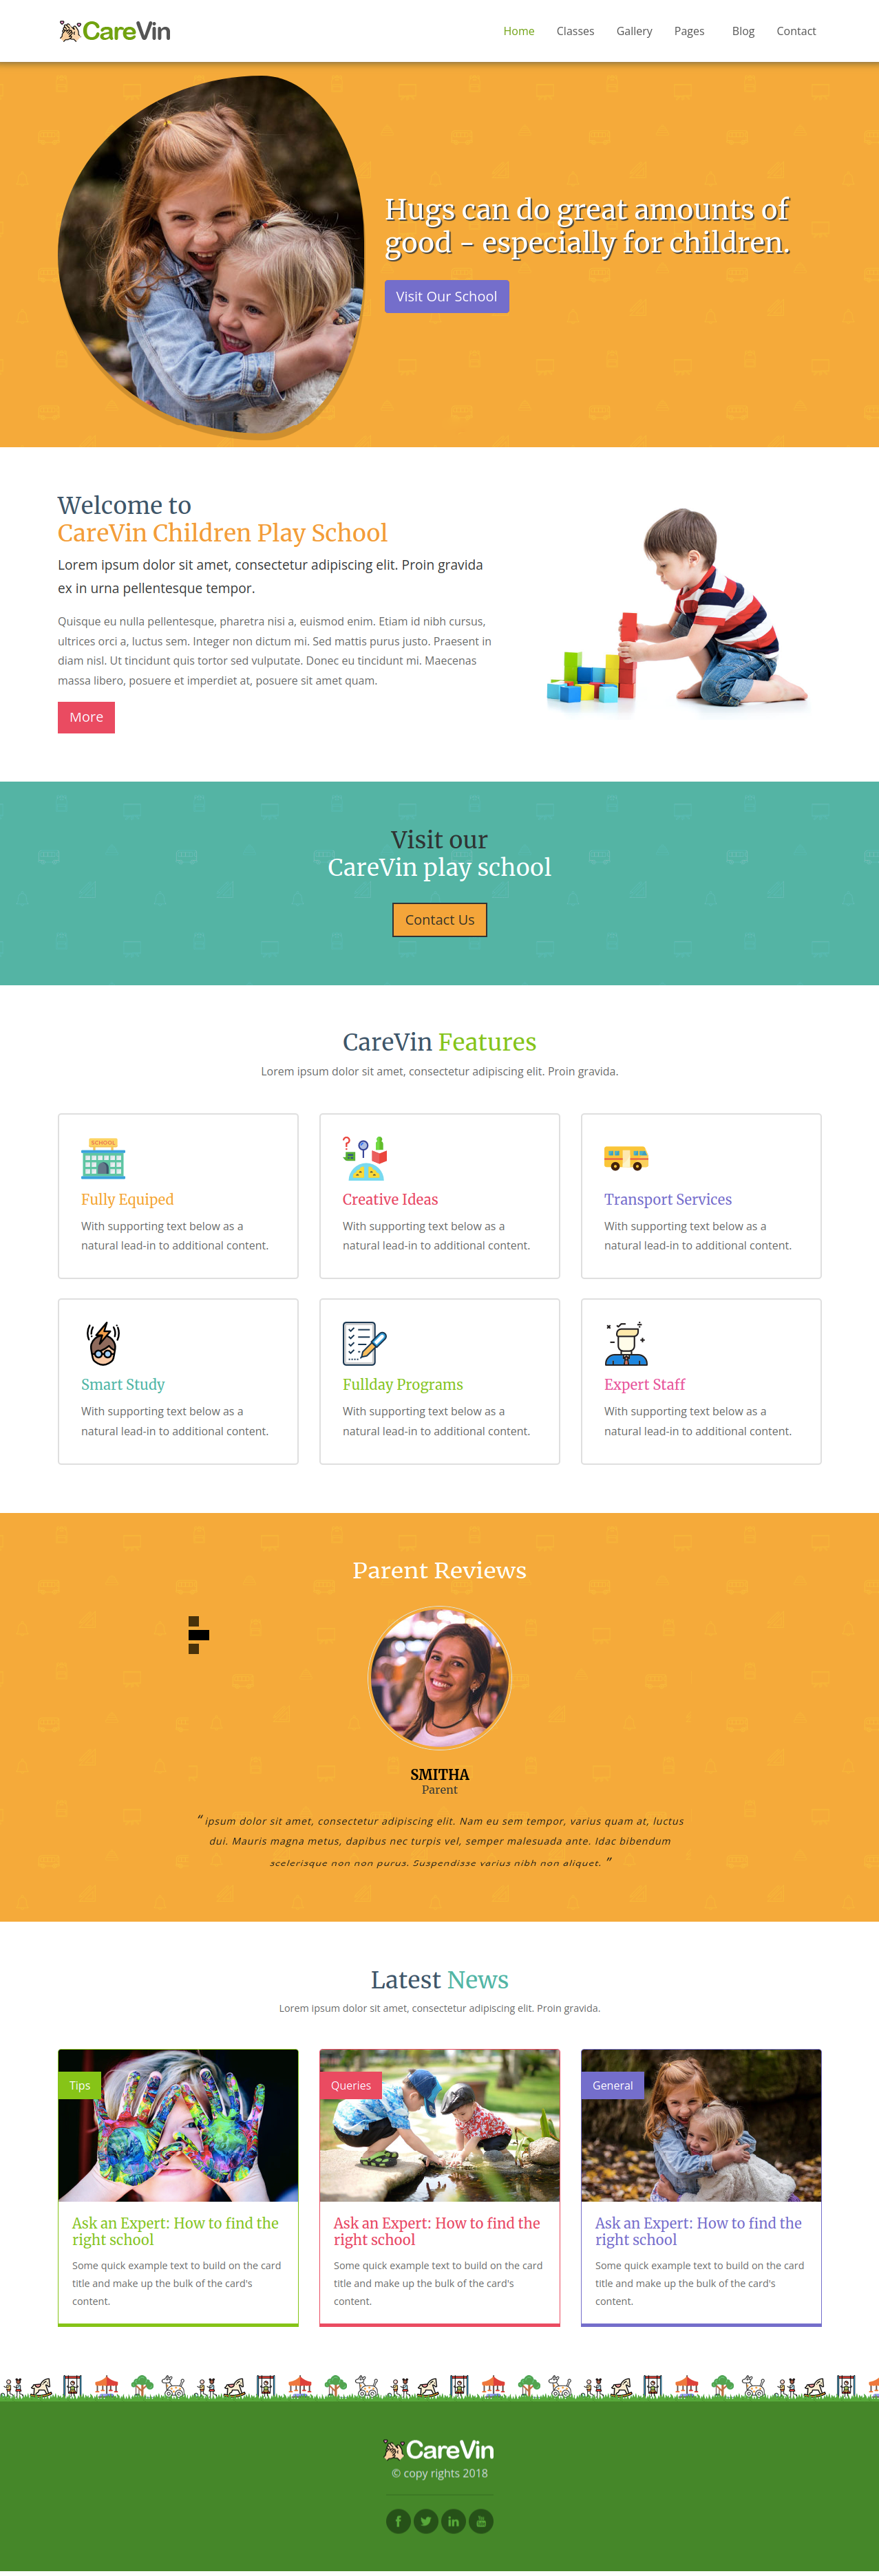 CareVin
Home Classes Gallery Pages Blog Contact
Hugs can do great amounts of
good - especially for children.
Visit Our School
Welcome to
CareVin Children Play School
Lorem ipsum dolor sit amet, consectetur adipiscing elit. Proin gravida
ex in urna pellentesque tempor.
Quisque eu nulla pellentesque, pharetra nisi a, euismod enim. Etiam id nibh cursus,
ultrices orci a, luctus sem. Integer non dictum mi. Sed mattis purus justo. Praesent in
diam nisl. Ut tincidunt quis tortor sed vulputate. Donec eu tincidunt mi. Maecenas
massa libero, posuere et imperdiet at, posuere sit amet quam.
More
Visit our
CareVin play school
Contact Us
CareVin Features
Lorem ipsum dolor sit amet, consectetur adipiscing elit. Proin gravida.
SCHOOL
Fully Equiped
With supporting text below as a
natural lead-in to additional content.
Creative Ideas
With supporting text below as a
natural lead-in to additional content.
Transport Services
With supporting text below as a
natural lead-in to additional content.
Smart Study
With supporting text below as a
natural lead-in to additional content.
Fullday Programs
With supporting text below as a
natural lead-in to additional content.
Expert Staff
With supporting text below as a
natural lead-in to additional content.
Parent Reviews
SMITHA
Parent
" ipsum dolor sit amet, consectetur adipiscing elit. Nam eu sem tempor, varius quam at, luctus
dui. Mauris magna metus, dapibus nec turpis vel, semper malesuada ante. Idac bibendum
scelerisque non non purus. Suspendisse varius nibh non aliquet. "
Latest News
Lorem ipsum dolor sit amet, consectetur adipiscing elit. Proin gravida.
Tips
Ask an Expert: How to find the
right school
Some quick example text to build on the card
title and make up the bulk of the card's
content.
Queries
Ask an Expert: How to find the
right school
Some quick example text to build on the card
title and make up the bulk of the card's
content.
General
Ask an Expert: How to find the
right school
Some quick example text to build on the card
title and make up the bulk of the card's
content.
CareVin
© copy rights 2018